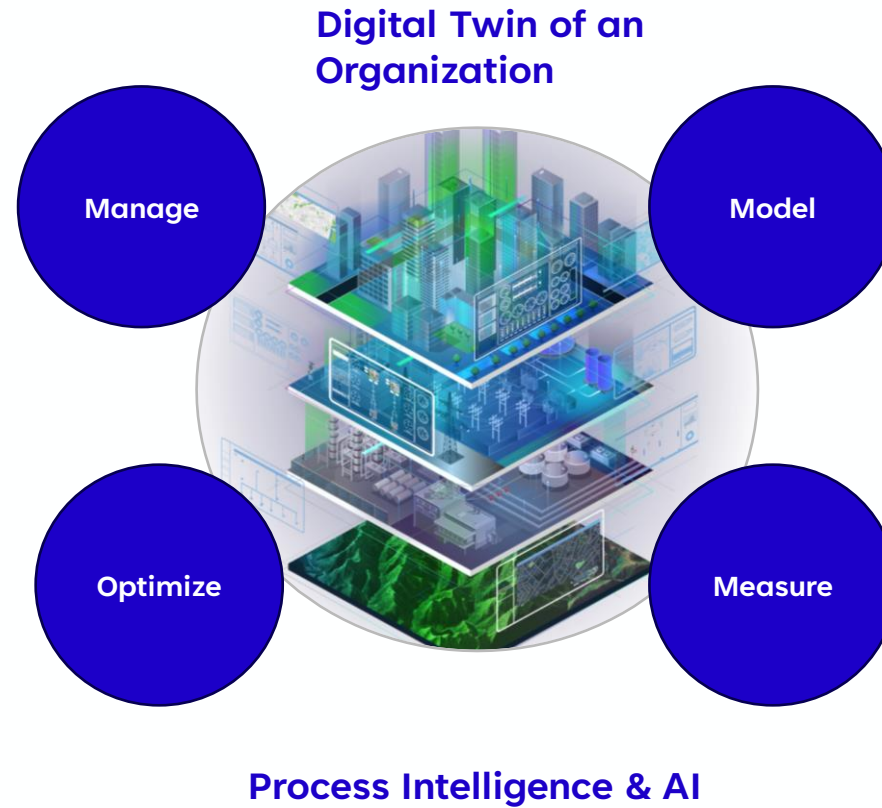 Digital Twin of an
Organization
Manage
Model
Optimize
Measure
Process Intelligence & AI